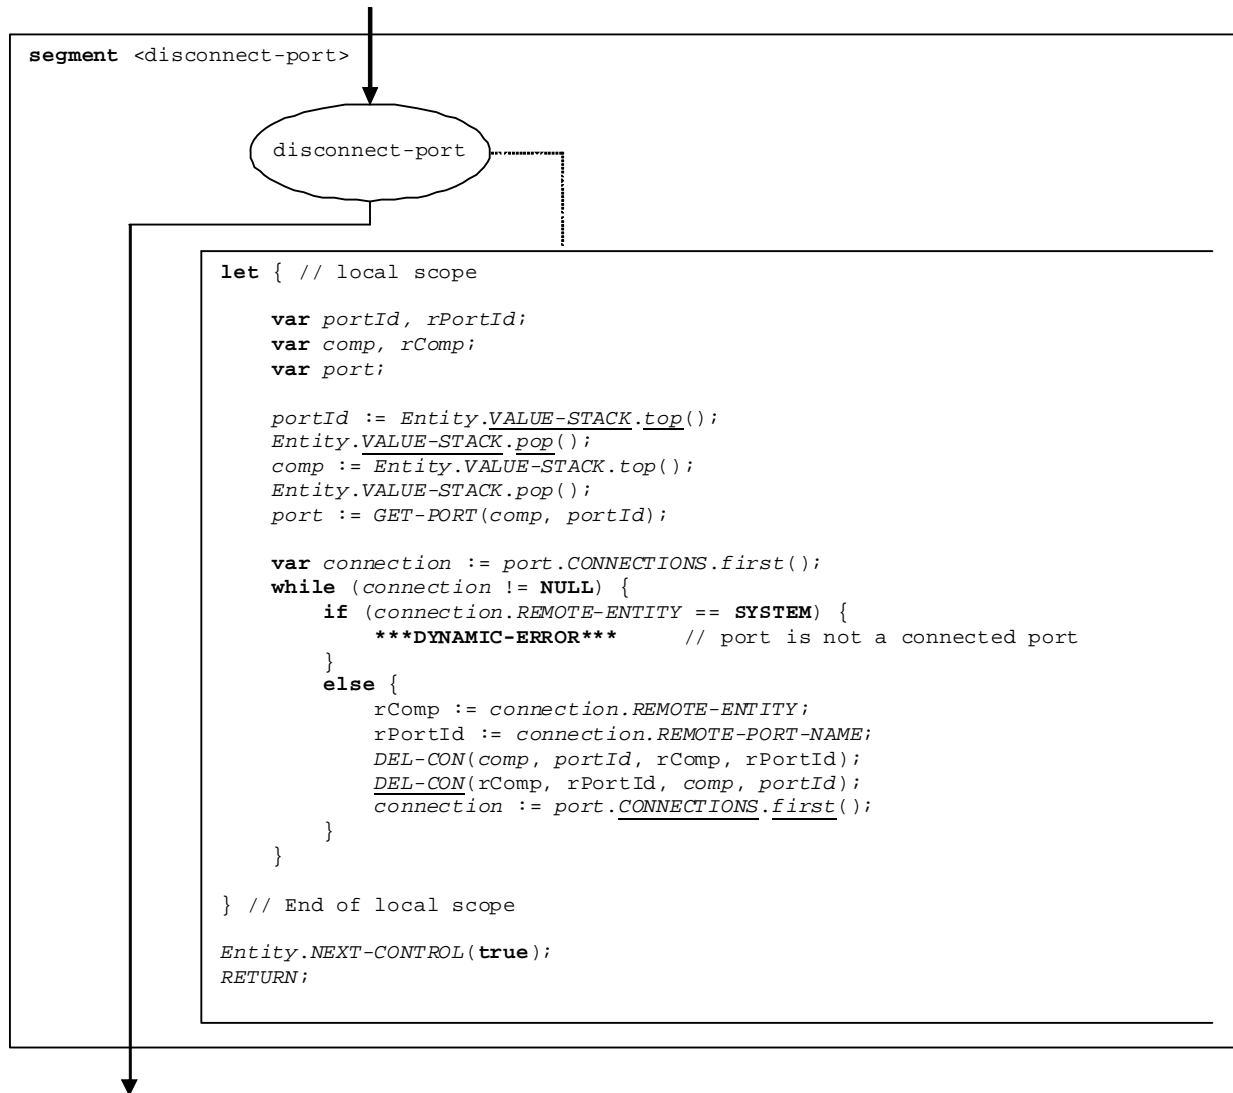 segment <disconnect-port>
disconnect-port
let { // local scope
var portId, rPortId;
var comp, rComp;
var port;
portId := Entity.VALUE-STACK.top();
Entity.VALUE-STACK.pop();
comp := Entity.VALUE-STACK.top();
Entity.VALUE-STACK.pop();
port := GET-PORT(comp, portId);
var connection := port.CONNECTIONS.first();
while (connection != NULL) {
if (connection.REMOTE-ENTITY == SYSTEM) {
***DYNAMIC-ERROR*** // port is not a connected port
}
else {
rComp := connection.REMOTE-ENTITY;
rPortId := connection.REMOTE-PORT-NAME;
DEL-CON(comp, portId, rComp, rPortId);
DEL-CON(rComp, rPortId, comp, portId);
connection := port.CONNECTIONS.first();
}
}
} // End of local scope
Entity.NEXT-CONTROL(true);
RETURN;